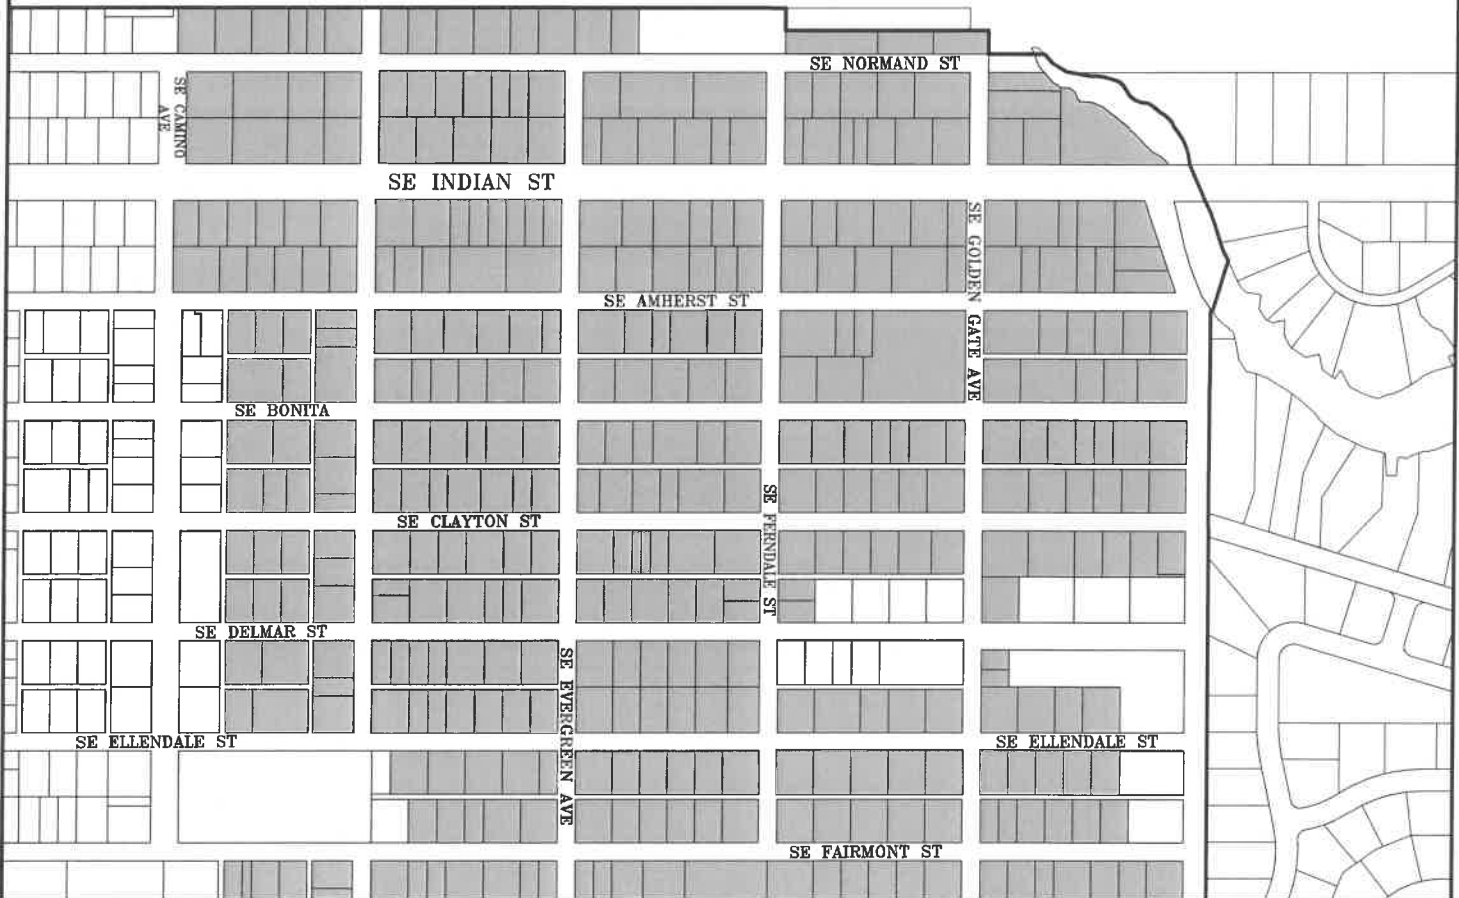 SE NORMAND ST
SE CAMINO
AVE
SE INDIAN ST
SE GOLDEN GATE AVE
SE AMHERST ST
SE BONITA
SE FERNDALE ST
SE CLAYTON ST
SE DELMAR ST
SE EVERGREEN AVE
SE ELLENDALE ST
SE ELLENDALE ST
SE FAIRMONT ST